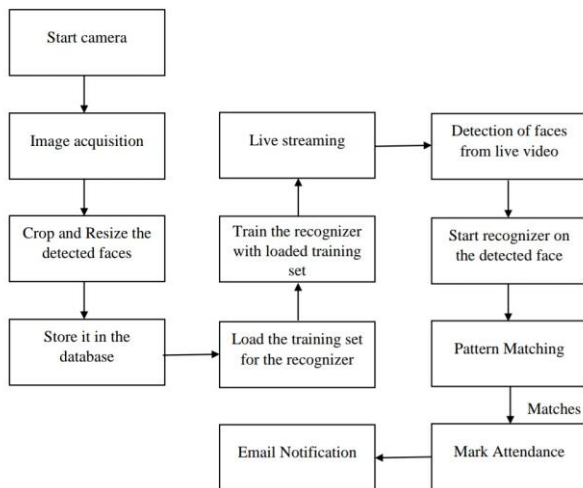 Start camera
Image acquisition
Crop and Resize the
detected faces
Store it in the
database
Load the training set
for the recognizer
Train the recognizer
with loaded training
set
Live streaming
Detection of faces
from live video
Start recognizer on
the detected face
Pattern Matching
Matches
Mark Attendance
Email Notification